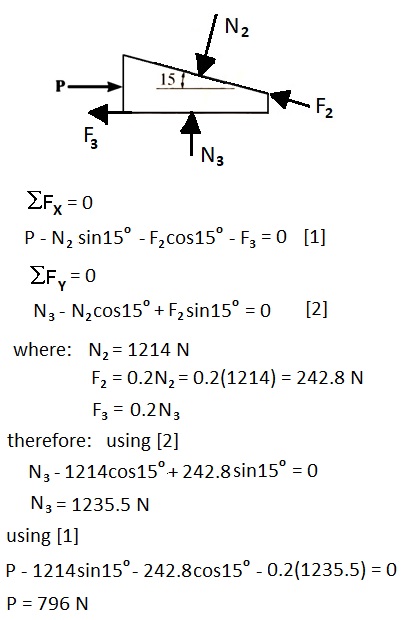 N₂
15
P
F₂
F₃
N₃
ΣFₓ = 0
P - N₂ sin15° - F₂cos15° - F₃ = 0 [1]
ΣFᵧ = 0
N₃ - N₂cos15° + F₂sin15° = 0 [2]
where: N₂ = 1214 N
F₂ = 0.2N₂ = 0.2(1214) = 242.8 N
F₃ = 0.2N₃
therefore: using [2]
N₃ - 1214cos15° + 242.8sin15° = 0
N₃ = 1235.5 N
using [1]
P - 1214sin15° - 242.8cos15° - 0.2(1235.5) = 0
P = 796 N